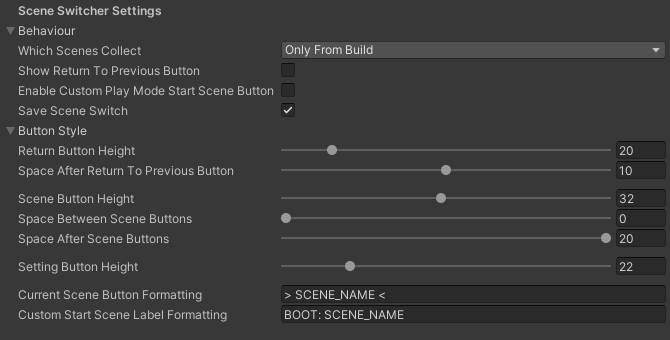 Scene Switcher Settings
Behaviour
Which Scenes Collect Only From Build
Show Return To Previous Button
Enable Custom Play Mode Start Scene Button
Save Scene Switch
Button Style
Return Button Height 20
Space After Return To Previous Button 10
Scene Button Height 32
Space Between Scene Buttons 0
Space After Scene Buttons 20
Setting Button Height 22
Current Scene Button Formatting > SCENE_NAME <
Custom Start Scene Label Formatting BOOT: SCENE_NAME